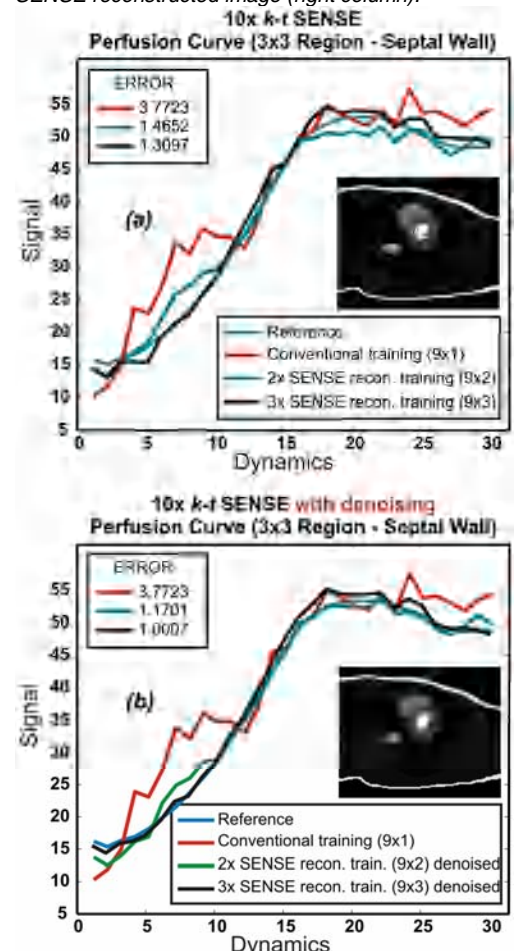 SENSE reconstructed image (right column).
10x k-t SENSE
Perfusion Curve (3x3 Region - Septal Wall)
ERROR
3.7723
1.4652
1.3097
(a)
Signal
55
50
45
40
35
30
25
20
15
10
5
Reference
Conventional training (9x1)
2x SENSE recon. training (9x2)
3x SENSE recon. training (9x3)
0 5 10 15 20 25 30
Dynamics
10x k-t SENSE with denoising
Perfusion Curve (3x3 Region - Septal Wall)
ERROR
3.7723
1.1701
1.0007
(b)
Signal
55
50
45
40
35
30
25
20
15
10
5
Reference
Conventional training (9x1)
2x SENSE recon. train. (9x2) denoised
3x SENSE recon. train. (9x3) denoised
0 5 10 15 20 25 30
Dynamics